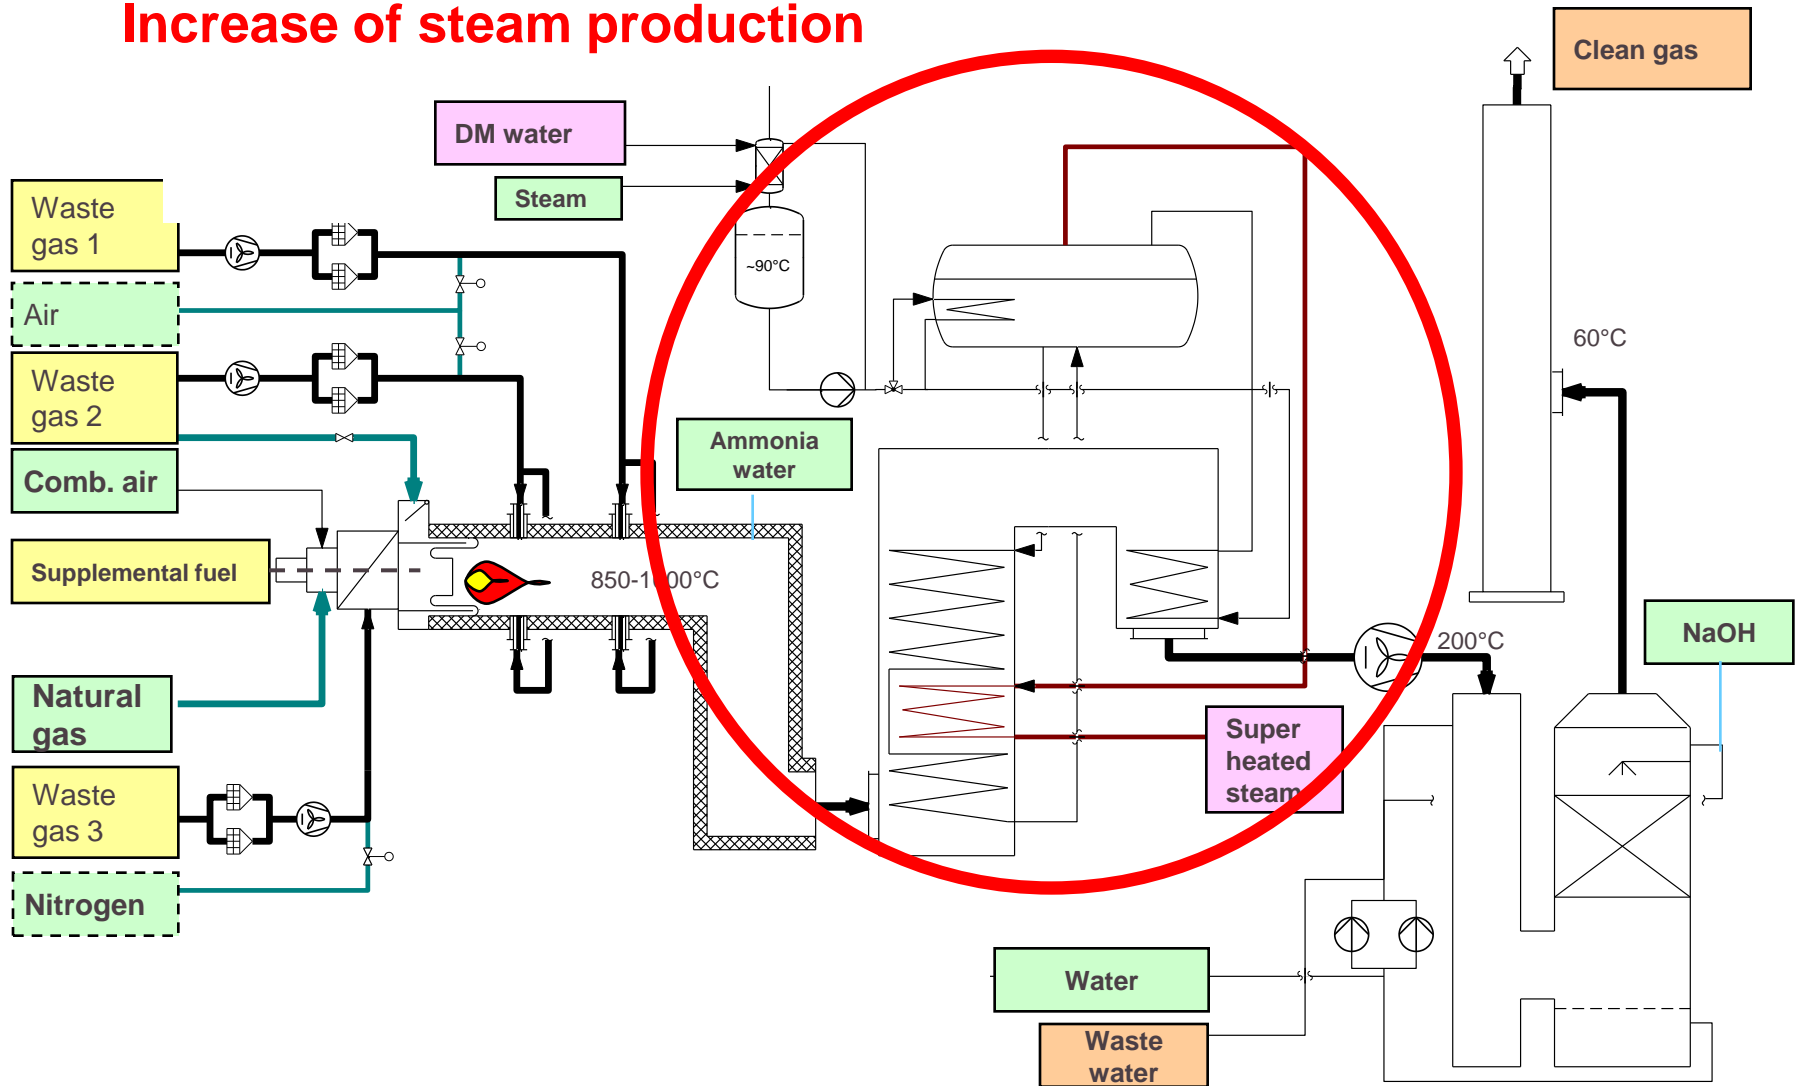 Increase of steam production
Clean gas
DM water
Steam
Waste
gas 1
~90°C
Air
60°C
Waste
gas 2
Ammonia
water
Comb. air
Supplemental fuel
850-1000°C
NaOH
200°C
Natural
gas
Super
heated
steam
Waste
gas 3
Nitrogen
Water
Waste
water